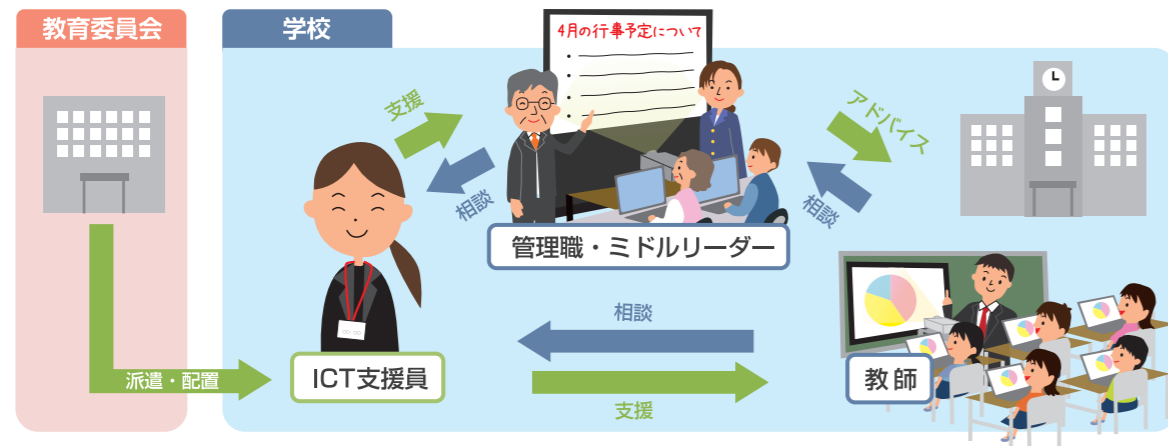 教育委員会
学校
4月の行事予定について
支援
相談
アドバイス
相談
管理職・ミドルリーダー
相談
派遣・配置
ICT支援員
支援
教師